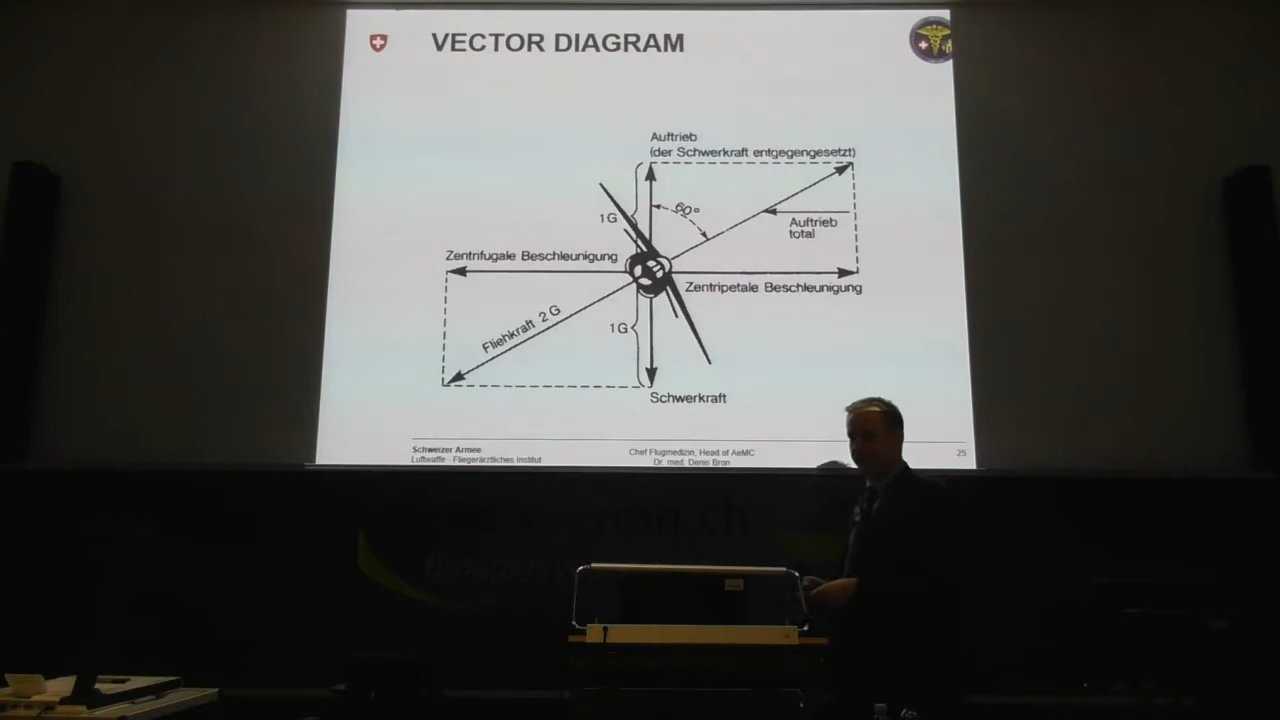 VECTOR DIAGRAM
Auftrieb
(der Schwerkraft entgegengesetzt)
60°
1G
Auftrieb
total
Zentrifugale Beschleunigung
Zentripetale Beschleunigung
Fliehkraft 2 G
1G
Schwerkraft
Schweizer Armee
Luftwaffe - Fliegerärztliches Institut
Chef Flugmedizin, Head of AeMC
Dr. med. Denis Bron
25